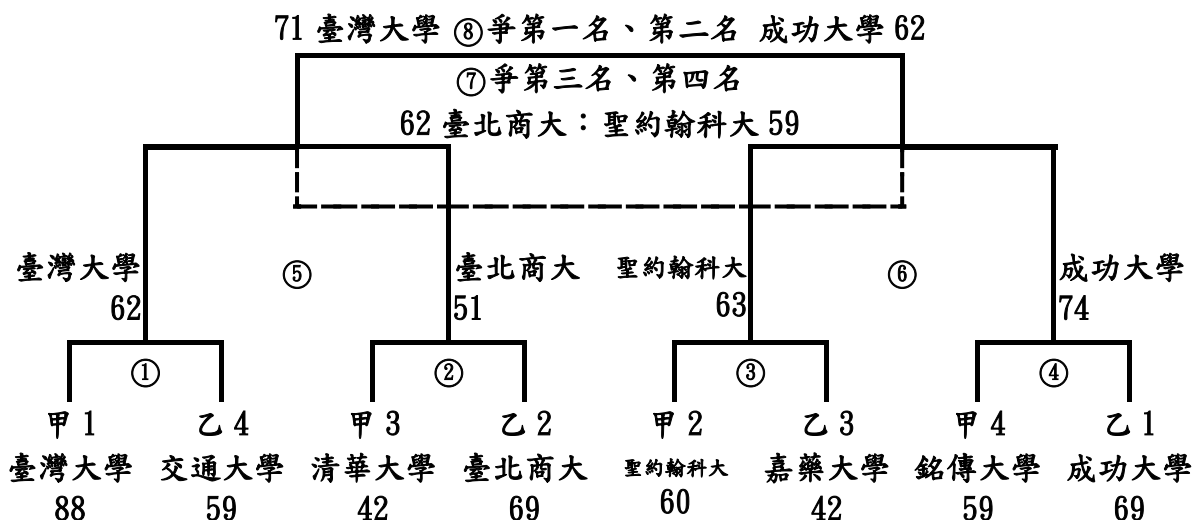 71 臺灣大學 ⑧爭第一名、第二名 成功大學 62
⑦爭第三名、第四名
62 臺北商大：聖約翰科大 59
臺灣大學 ⑤ 臺北商大 聖約翰科大 ⑥ 成功大學
62 51 63 74
① ② ③ ④
甲 1 乙 4 甲 3 乙 2 甲 2 乙 3 甲 4 乙 1
臺灣大學 交通大學 清華大學 臺北商大 聖約翰科大 嘉藥大學 銘傳大學 成功大學
88 59 42 69 60 42 59 69